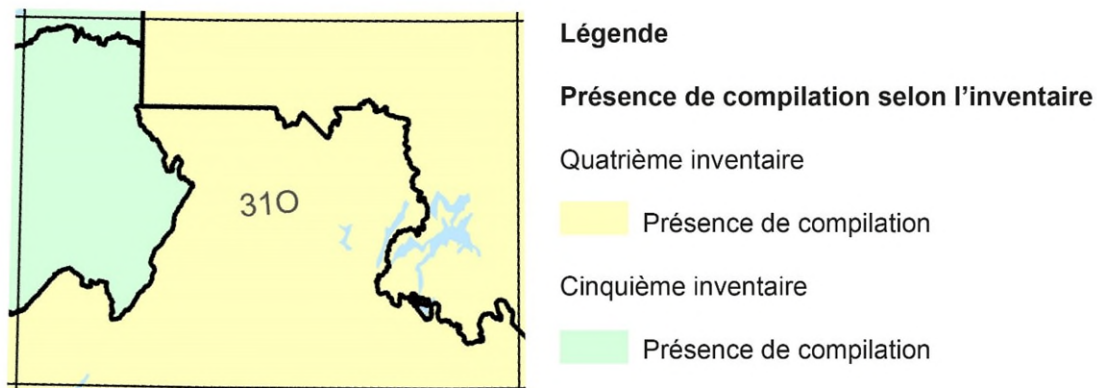 31O
Légende
Présence de compilation selon l'inventaire
Quatrième inventaire
Présence de compilation
Cinquième inventaire
Présence de compilation